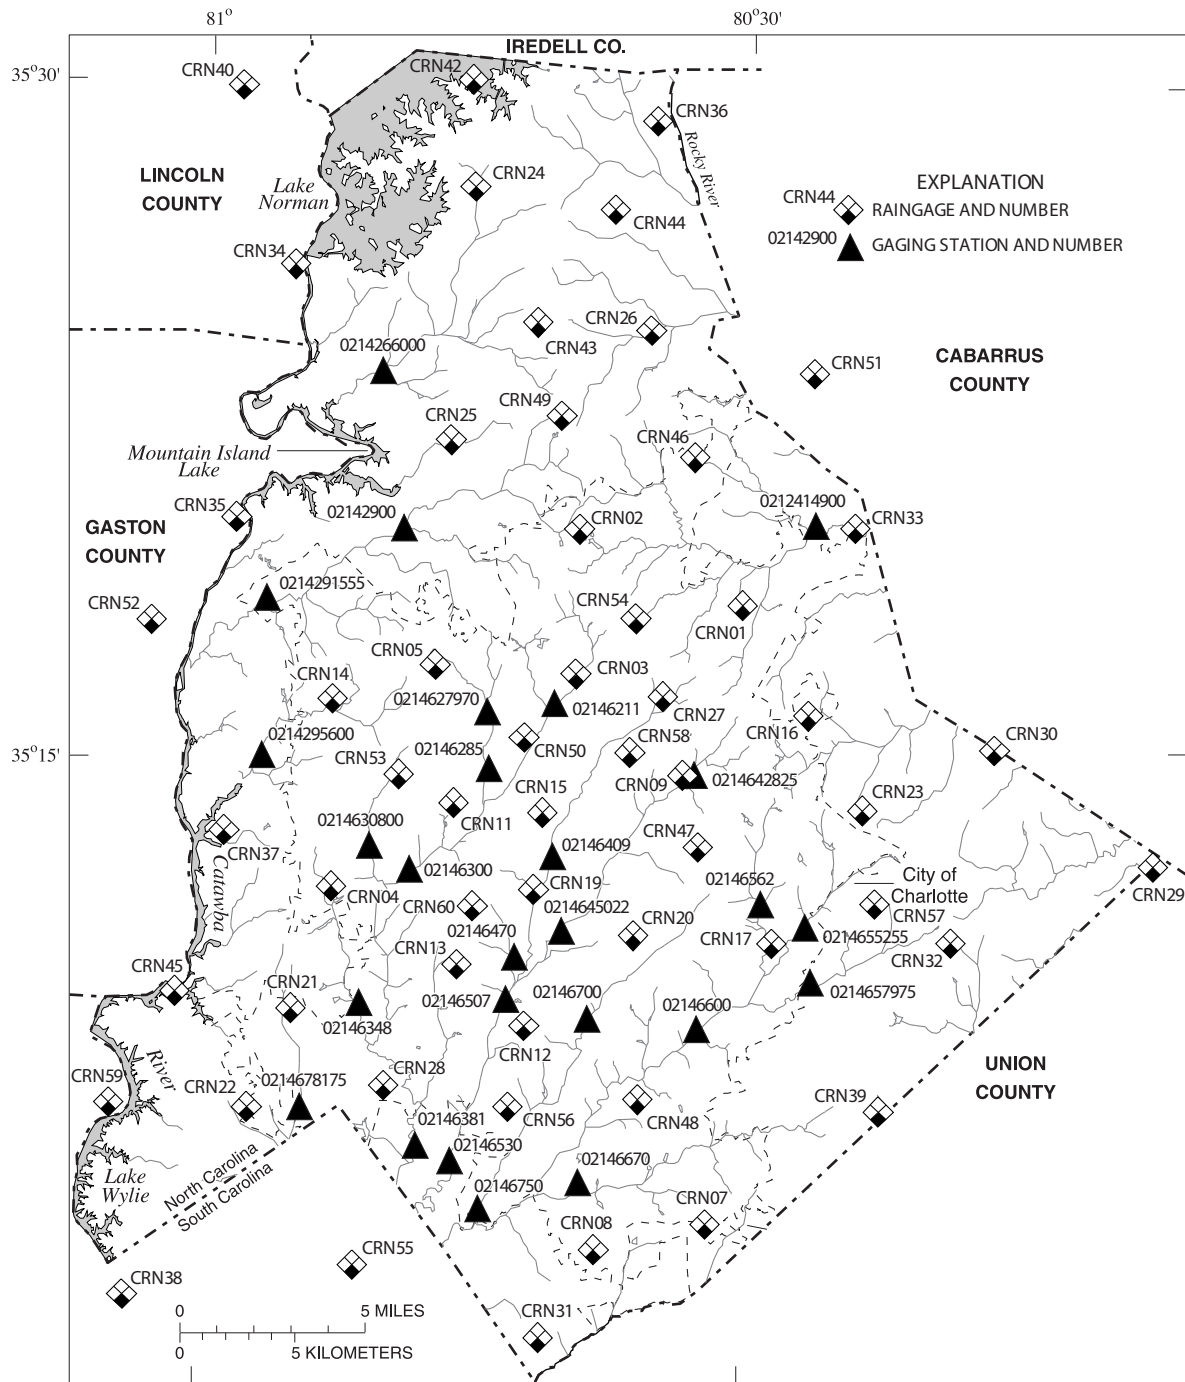 81°
80°30'
IREDELL CO.
35°30'
CRN40
CRN42
CRN36
Rocky River
LINCOLN
COUNTY
Lake
Norman
CRN24
CRN44
EXPLANATION
CRN44
RAINGAGE AND NUMBER
02142900
GAGING STATION AND NUMBER
CRN34
CRN43
CRN26
0214266000
CRN51
CABARRUS
COUNTY
CRN49
CRN25
CRN46
Mountain Island
Lake
CRN35
02142900
CRN02
0212414900
CRN33
GASTON
COUNTY
0214291555
CRN52
CRN54
CRN01
CRN05
CRN03
CRN14
0214627970
02146211
CRN27
CRN16
0214295600
CRN53
02146285
CRN50
CRN58
CRN30
35°15'
CRN09
0214642825
CRN15
CRN11
CRN23
0214630800
CRN37
CRN47
02146409
Catawba
02146300
CRN04
CRN19
02146562
City of
Charlotte
CRN29
CRN60
0214645022
CRN57
CRN20
02146470
CRN17
0214655255
CRN32
CRN13
CRN45
CRN21
02146507
02146700
02146600
0214657975
02146348
CRN12
River
UNION
COUNTY
CRN59
CRN22
0214678175
CRN28
CRN39
02146381
CRN56
CRN48
02146530
North Carolina
South Carolina
Lake
Wylie
02146750
02146670
CRN07
CRN08
CRN55
CRN38
CRN31
0
5 MILES
0
5 KILOMETERS